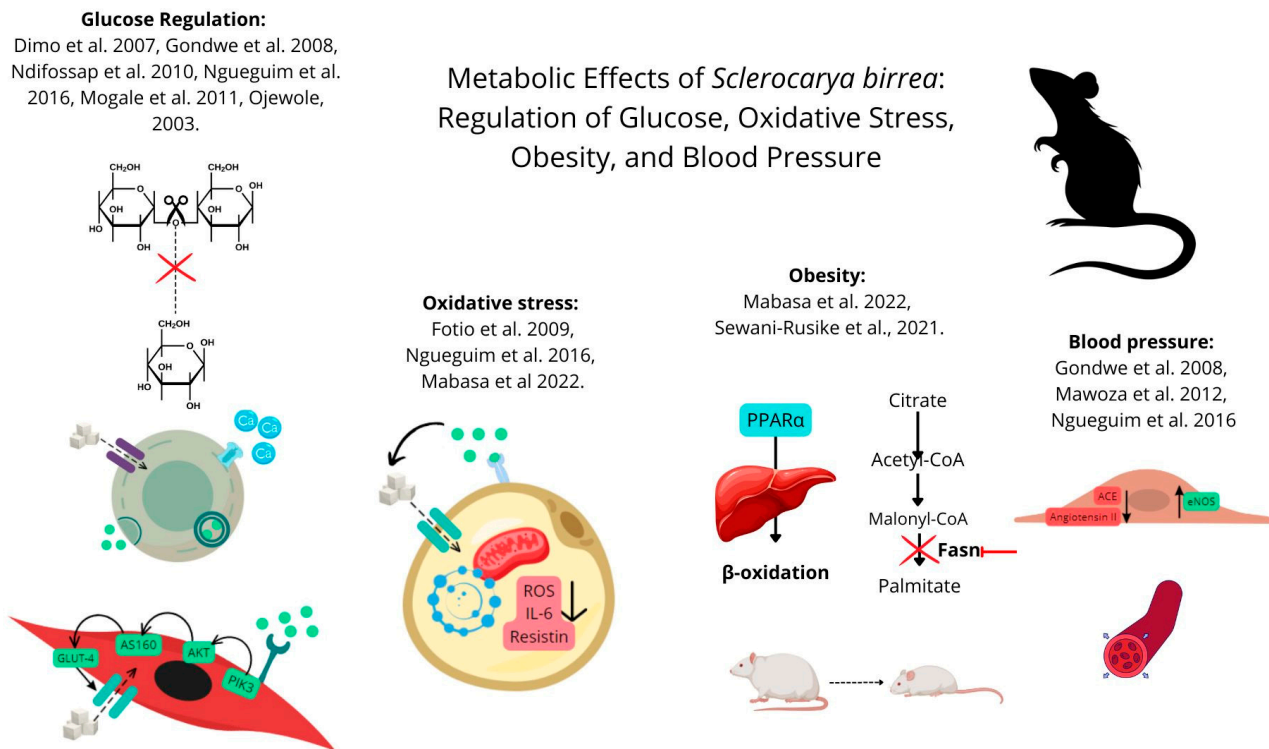 Glucose Regulation:
Dimo et al. 2007, Gondwe et al. 2008,
Ndifossap et al. 2010, Ngueguim et al.
2016, Mogale et al. 2011, Ojewole,
2003.
Metabolic Effects of Sclerocarya birrea:
Regulation of Glucose, Oxidative Stress,
Obesity, and Blood Pressure
CH₂OH
O
OH
HO
OH
O
CH₂OH
O
OH
OH
OH
CH₂OH
O
OH
OH
HO
OH
Ca
Ca
Ca
GLUT-4
AS160
AKT
PIK3
Oxidative stress:
Fotio et al. 2009,
Ngueguim et al. 2016,
Mabasa et al 2022.
ROS
IL-6
Resistin
Obesity:
Mabasa et al. 2022,
Sewani-Rusike et al., 2021.
PPARα
β-oxidation
Citrate
Acetyl-CoA
Malonyl-CoA
Fasn
Palmitate
Blood pressure:
Gondwe et al. 2008,
Mawoza et al. 2012,
Ngueguim et al. 2016
ACE
Angiotensin II
eNOS